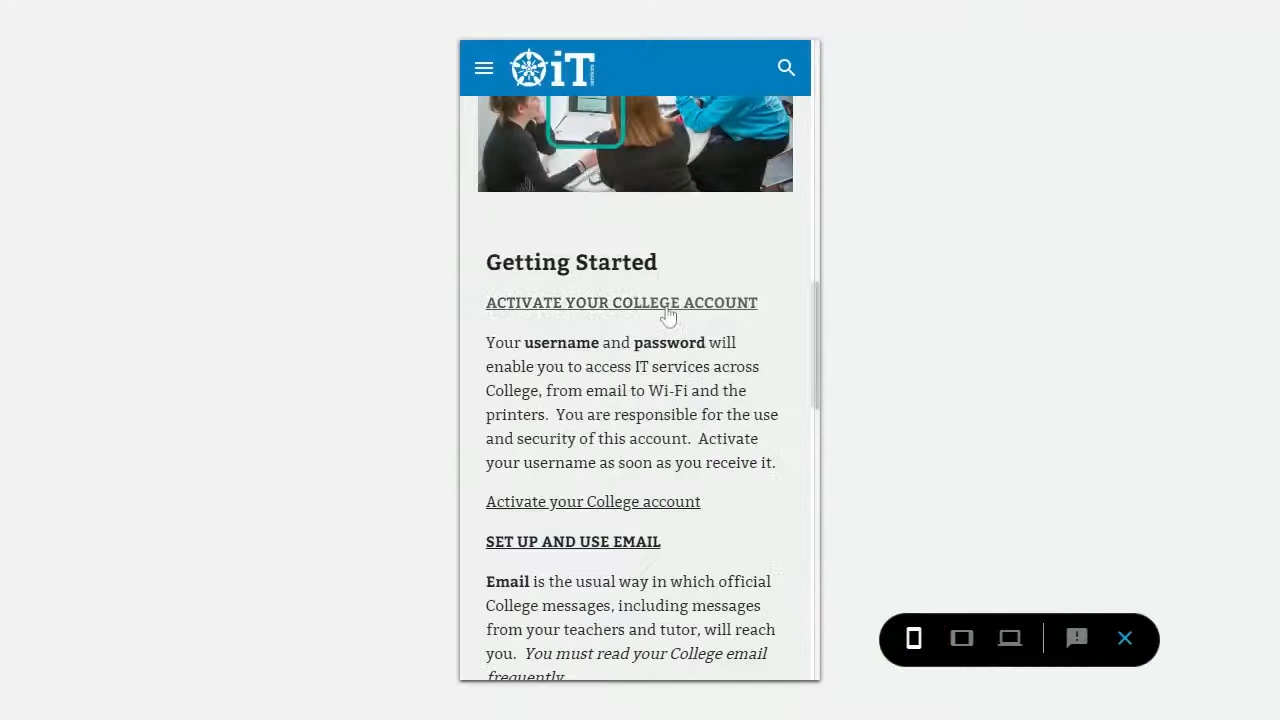 iT services
Getting Started
ACTIVATE YOUR COLLEGE ACCOUNT
Your username and password will
enable you to access IT services across
College, from email to Wi-Fi and the
printers. You are responsible for the use
and security of this account. Activate
your username as soon as you receive it.
Activate your College account
SET UP AND USE EMAIL
Email is the usual way in which official
College messages, including messages
from your teachers and tutor, will reach
you. You must read your College email
frequently